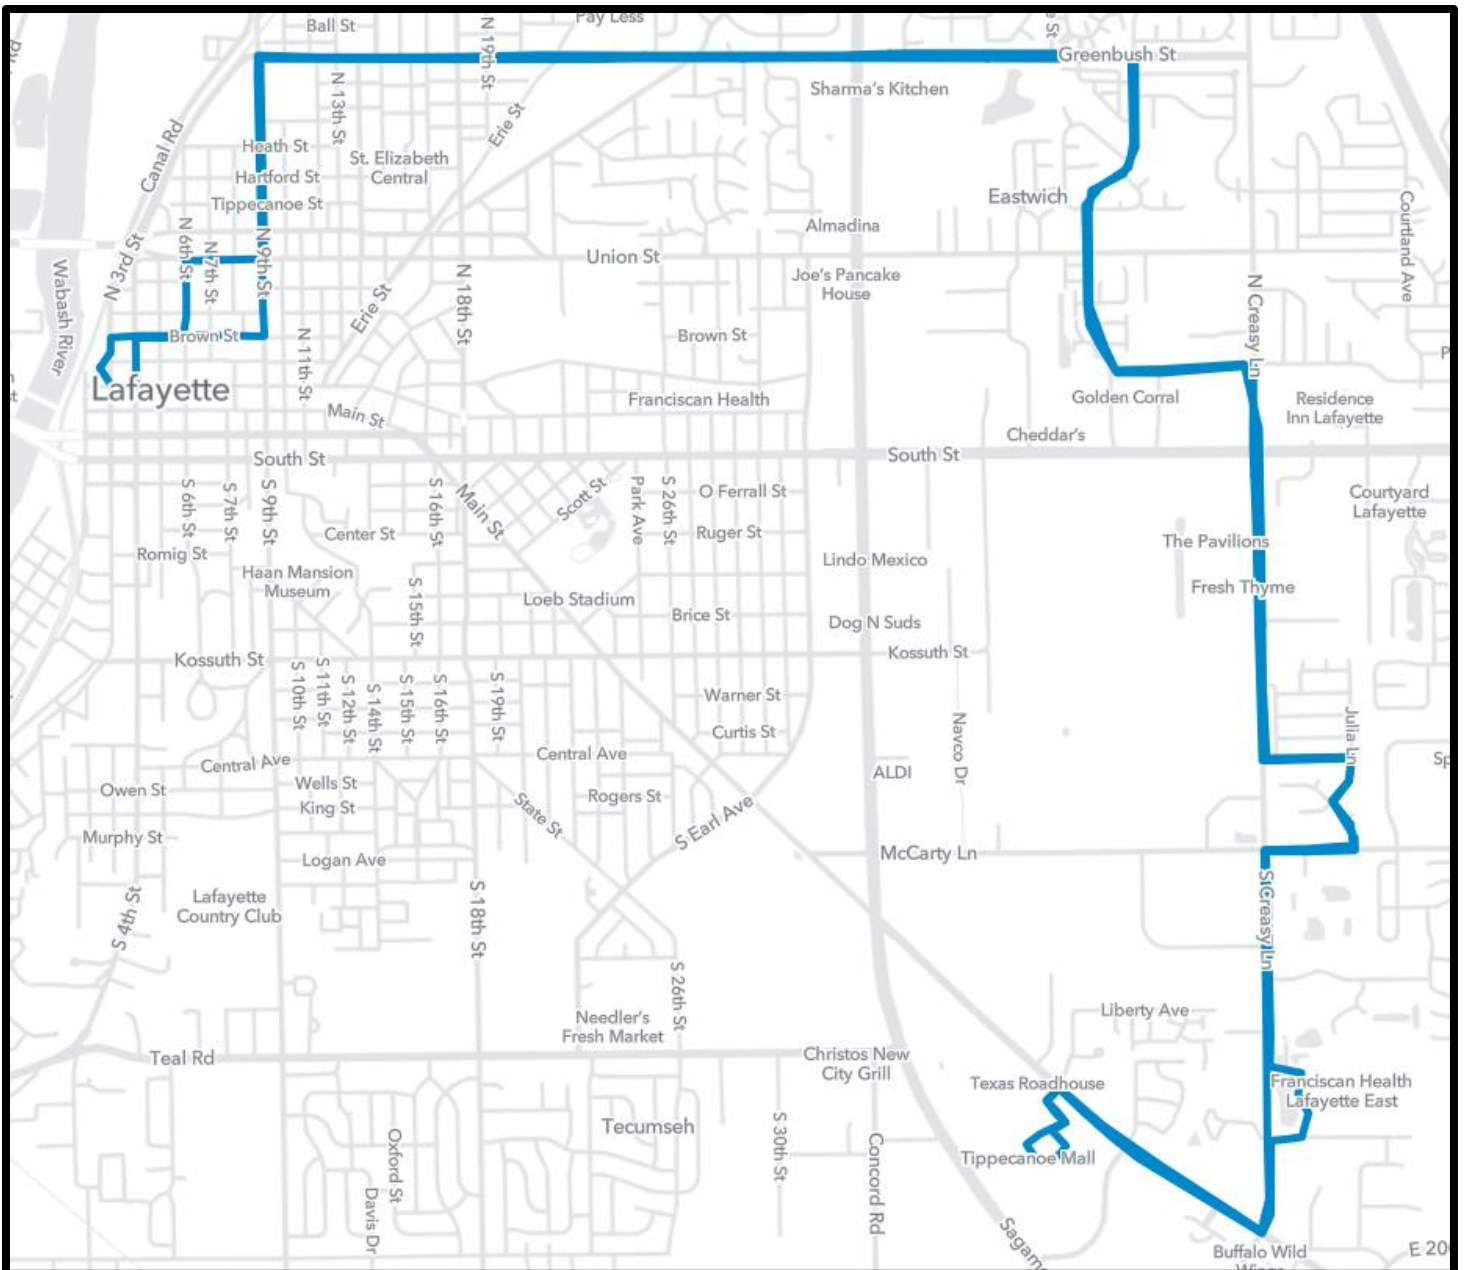 Ball St
N 19th St
Pay Less
Greenbush St
Sharma's Kitchen
N 13th St
Erie St
Canal Rd
Heath St
St. Elizabeth
Central
Hartford St
Tippecanoe St
Eastwich
Courtland Ave
Almadina
N 6th St
N 7th St
N 9th St
N 3rd St
Union St
Wabash River
Joe's Pancake
House
N 18th St
Erie St
N Creasy Ln
Brown St
Brown St
N 11th St
Lafayette
Franciscan Health
Golden Corral
Residence
Inn Lafayette
Main St
Cheddar's
South St
South St
S 6th St
S 7th St
S 9th St
S 16th St
Main St
Scott St
Park Ave
S 26th St
O Ferrall St
Courtyard
Lafayette
Center St
Ruger St
Romig St
The Pavilions
Haan Mansion
Museum
Lindo Mexico
Fresh Thyme
S 15th St
Loeb Stadium
Brice St
Dog N Suds
Kossuth St
Kossuth St
S 10th St
S 11th St
S 12th St
S 14th St
S 15th St
S 16th St
S 19th St
Warner St
Curtis St
Navco Dr
Julia Ln
Central Ave
Central Ave
ALDI
Sp
Owen St
Wells St
King St
State St
Rogers St
S Earl Ave
Murphy St
Logan Ave
McCarty Ln
Lafayette
Country Club
S 4th St
S 18th St
S Creasy Ln
S 26th St
Needler's
Fresh Market
Liberty Ave
Teal Rd
Christos New
City Grill
Texas Roadhouse
Franciscan Health
Lafayette East
Tecumseh
S 30th St
Oxford St
Concord Rd
Tippecanoe Mall
Davis Dr
Sagam
Buffalo Wild
Wings
E 20